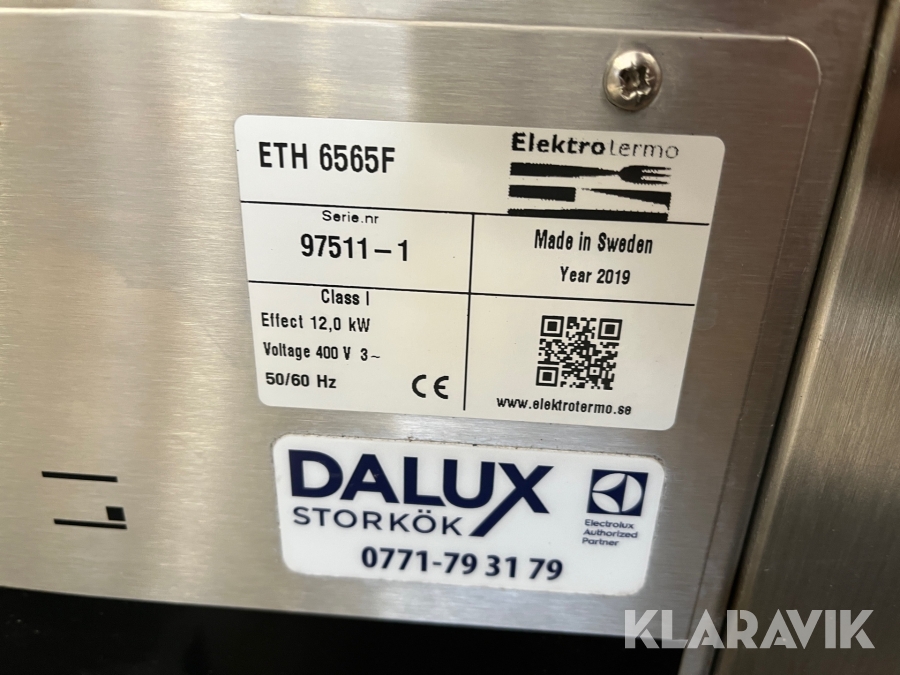 ETH 6565F
Elektrotermo
Serie.nr
97511-1
Made in Sweden
Year 2019
Class I
Effect 12,0 kW
Voltage 400 V 3~
50/60 Hz
CE
www.elektrotermo.se
DALUX
STORKÖK
0771-79 31 79
Electrolux
Authorized
Partner
KLARAVIK